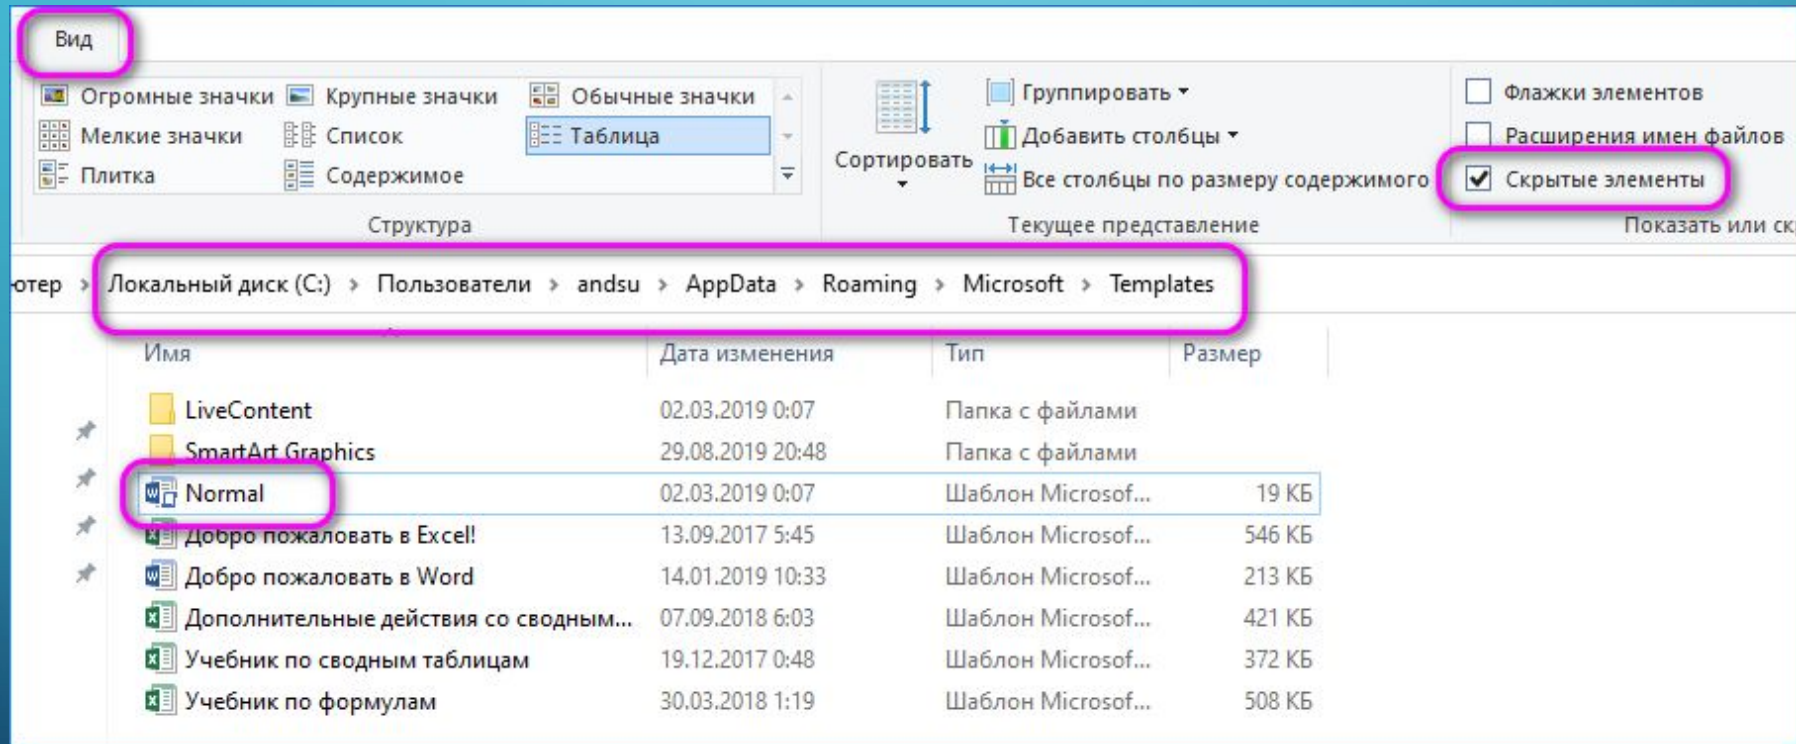 Вид
Огромные значки Крупные значки Обычные значки
Мелкие значки Список Таблица
Плитка Содержимое
Структура
Сортировать
Группировать
Добавить столбцы
Все столбцы по размеру содержимого
Текущее представление
Флажки элементов
Расширения имен файлов
Скрытые элементы
Показать или ск
ютер > Локальный диск (C:) > Пользователи > andsu > AppData > Roaming > Microsoft > Templates
Имя Дата изменения Тип Размер
LiveContent 02.03.2019 0:07 Папка с файлами
SmartArt Graphics 29.08.2019 20:48 Папка с файлами
Normal 02.03.2019 0:07 Шаблон Microsof... 19 КБ
Добро пожаловать в Excel! 13.09.2017 5:45 Шаблон Microsof... 546 КБ
Добро пожаловать в Word 14.01.2019 10:33 Шаблон Microsof... 213 КБ
Дополнительные действия со сводным... 07.09.2018 6:03 Шаблон Microsof... 421 КБ
Учебник по сводным таблицам 19.12.2017 0:48 Шаблон Microsof... 372 КБ
Учебник по формулам 30.03.2018 1:19 Шаблон Microsof... 508 КБ